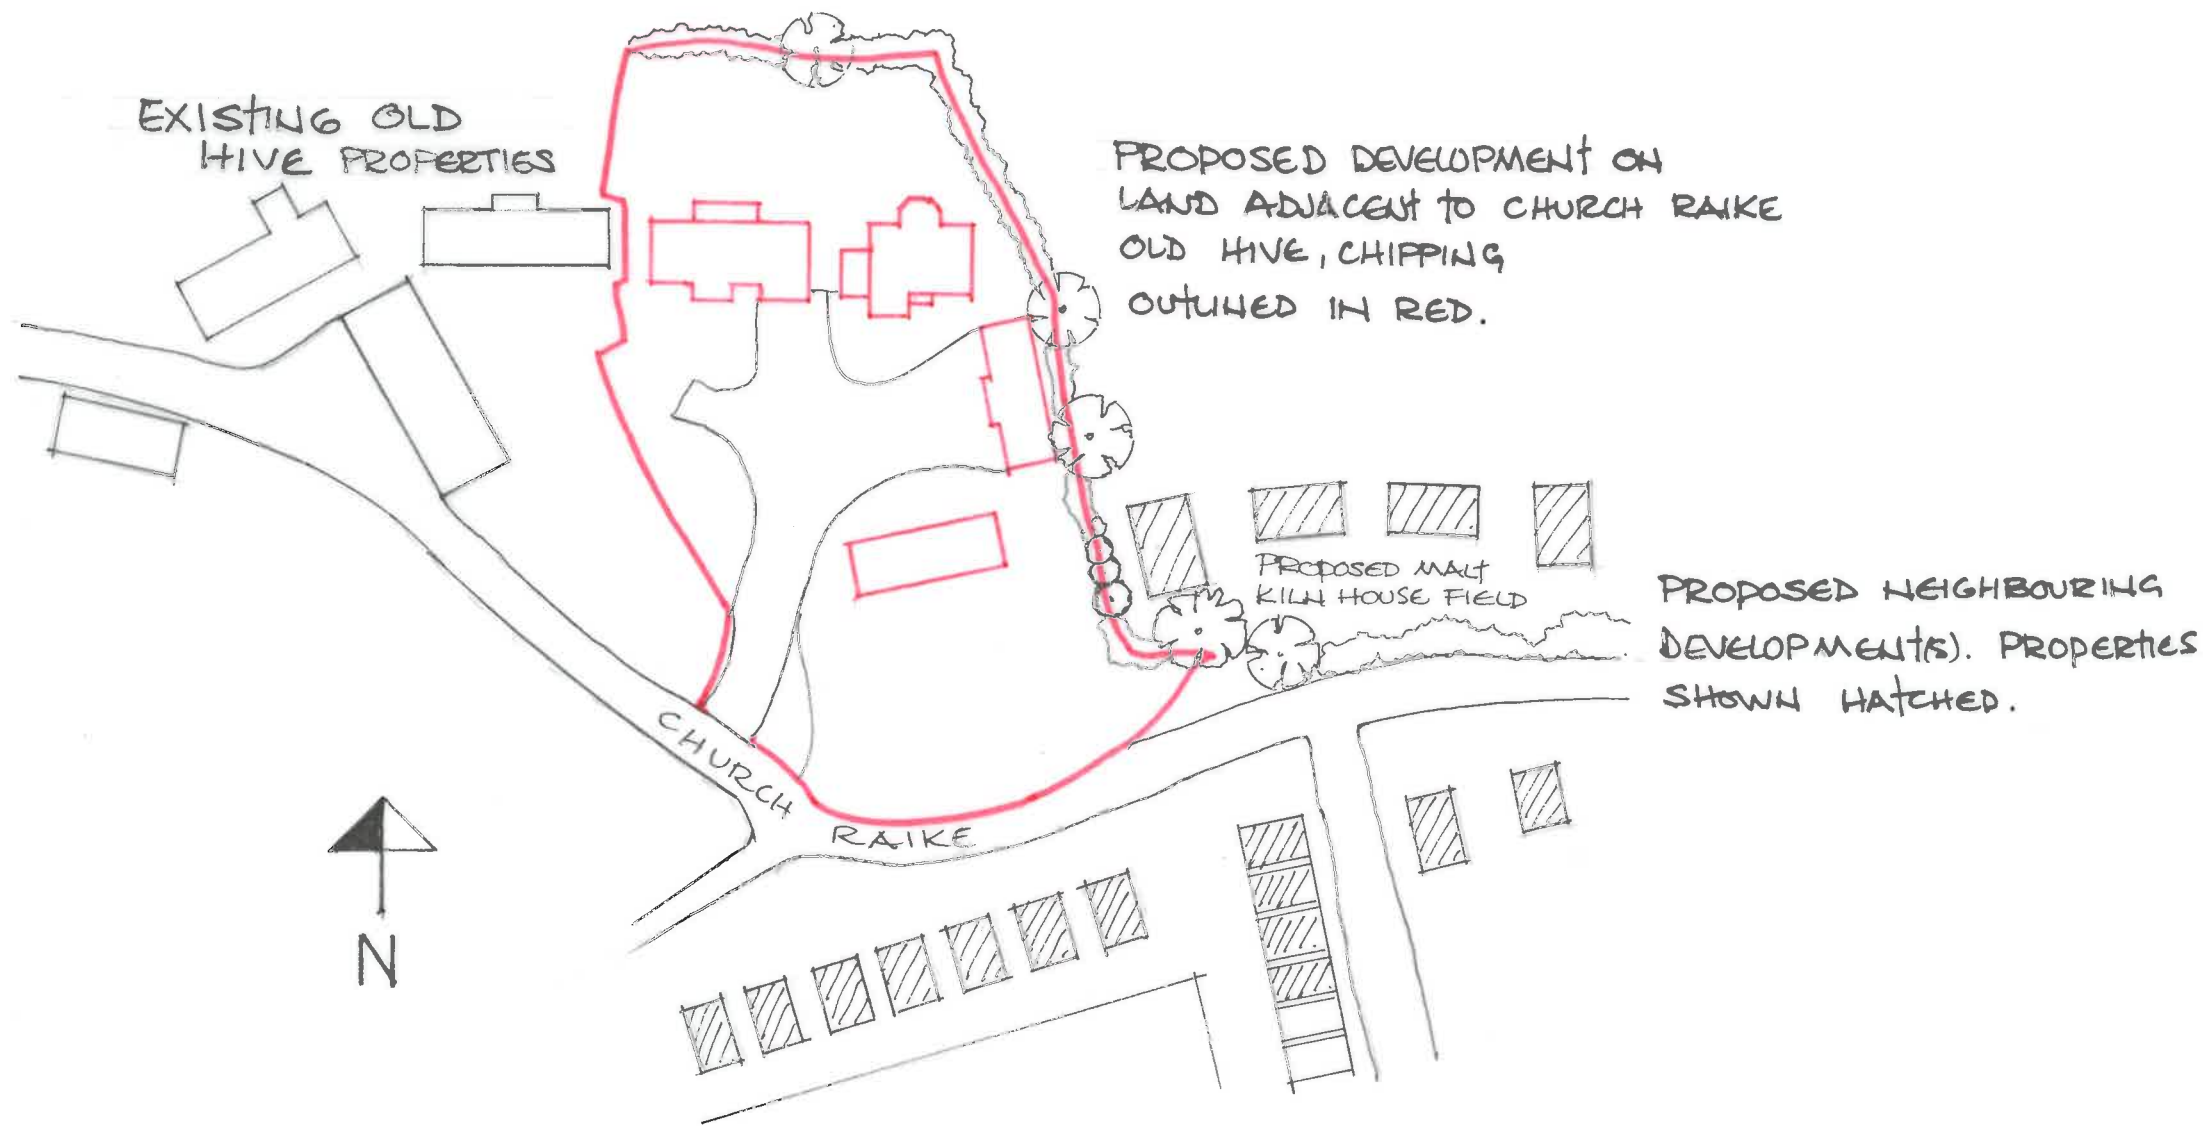 EXISTING OLD
HIVE PROPERTIES
PROPOSED DEVELOPMENT ON
LAND ADJACENT TO CHURCH RAIKE
OLD HIVE, CHIPPING
OUTLINED IN RED.
PROPOSED MALT
KILN HOUSE FIELD
PROPOSED NEIGHBOURING
DEVELOPMENT(S). PROPERTIES
SHOWN HATCHED.
CHURCH
RAIKE
N